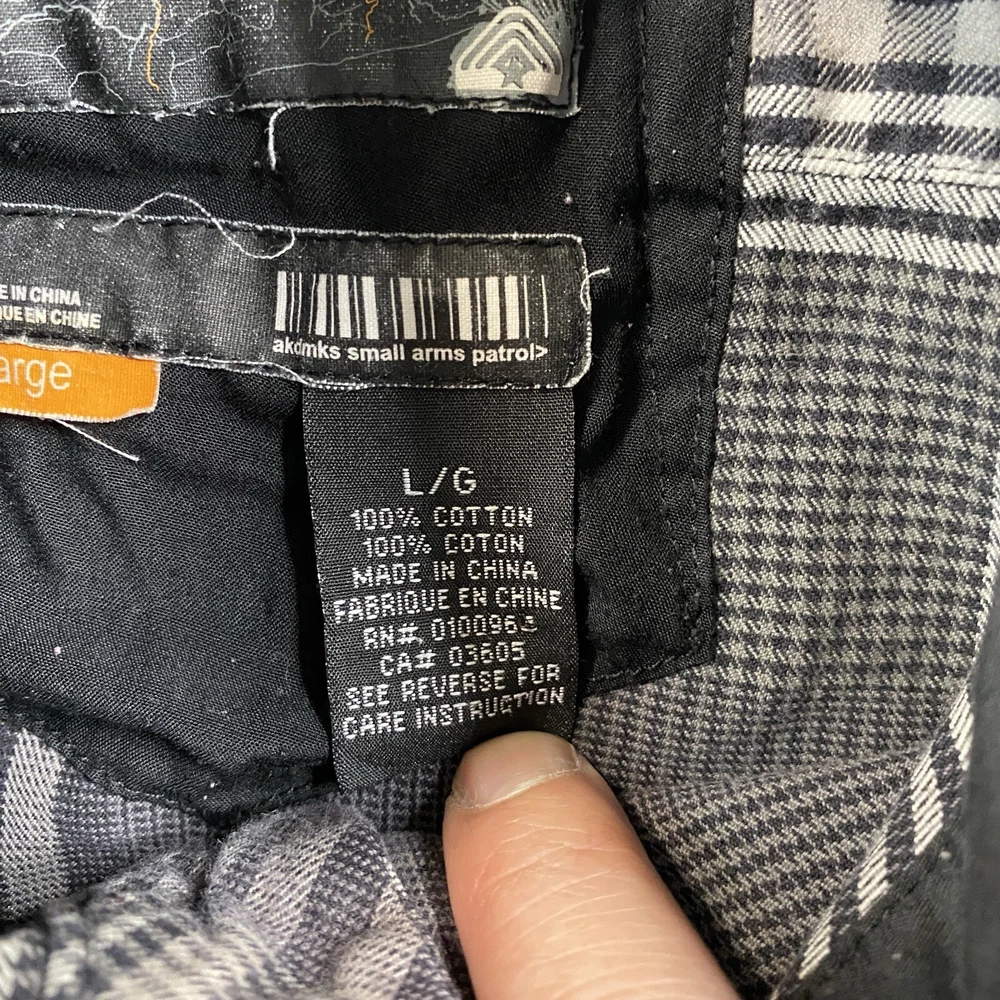 E IN CHINA
QUE EN CHINE
arge
akdmks small arms patrol>
L/G
100% COTTON
100% COTON
MADE IN CHINA
FABRIQUE EN CHINE
RN#
CA# 03605
SEE REVERSE FOR
CARE INSTRUCTION